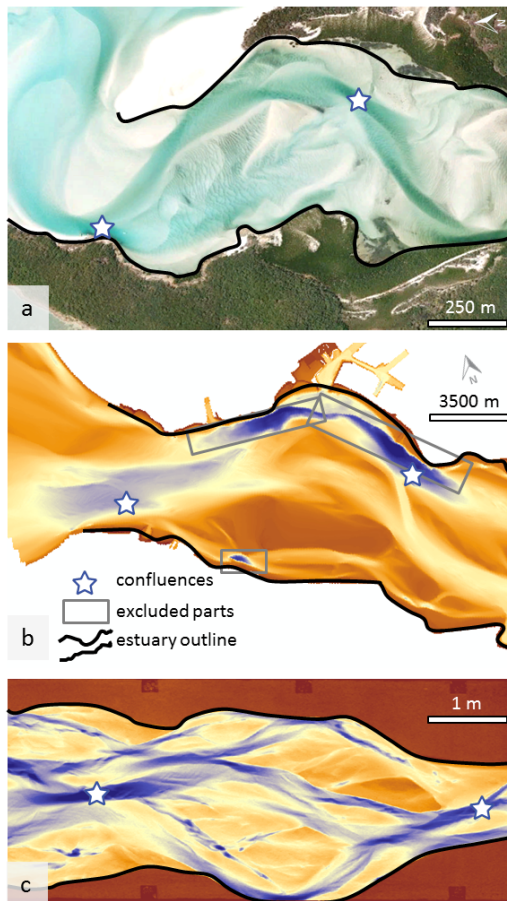 N
a
250 m
N
3500 m
confluences
excluded parts
estuary outline
b
1 m
c